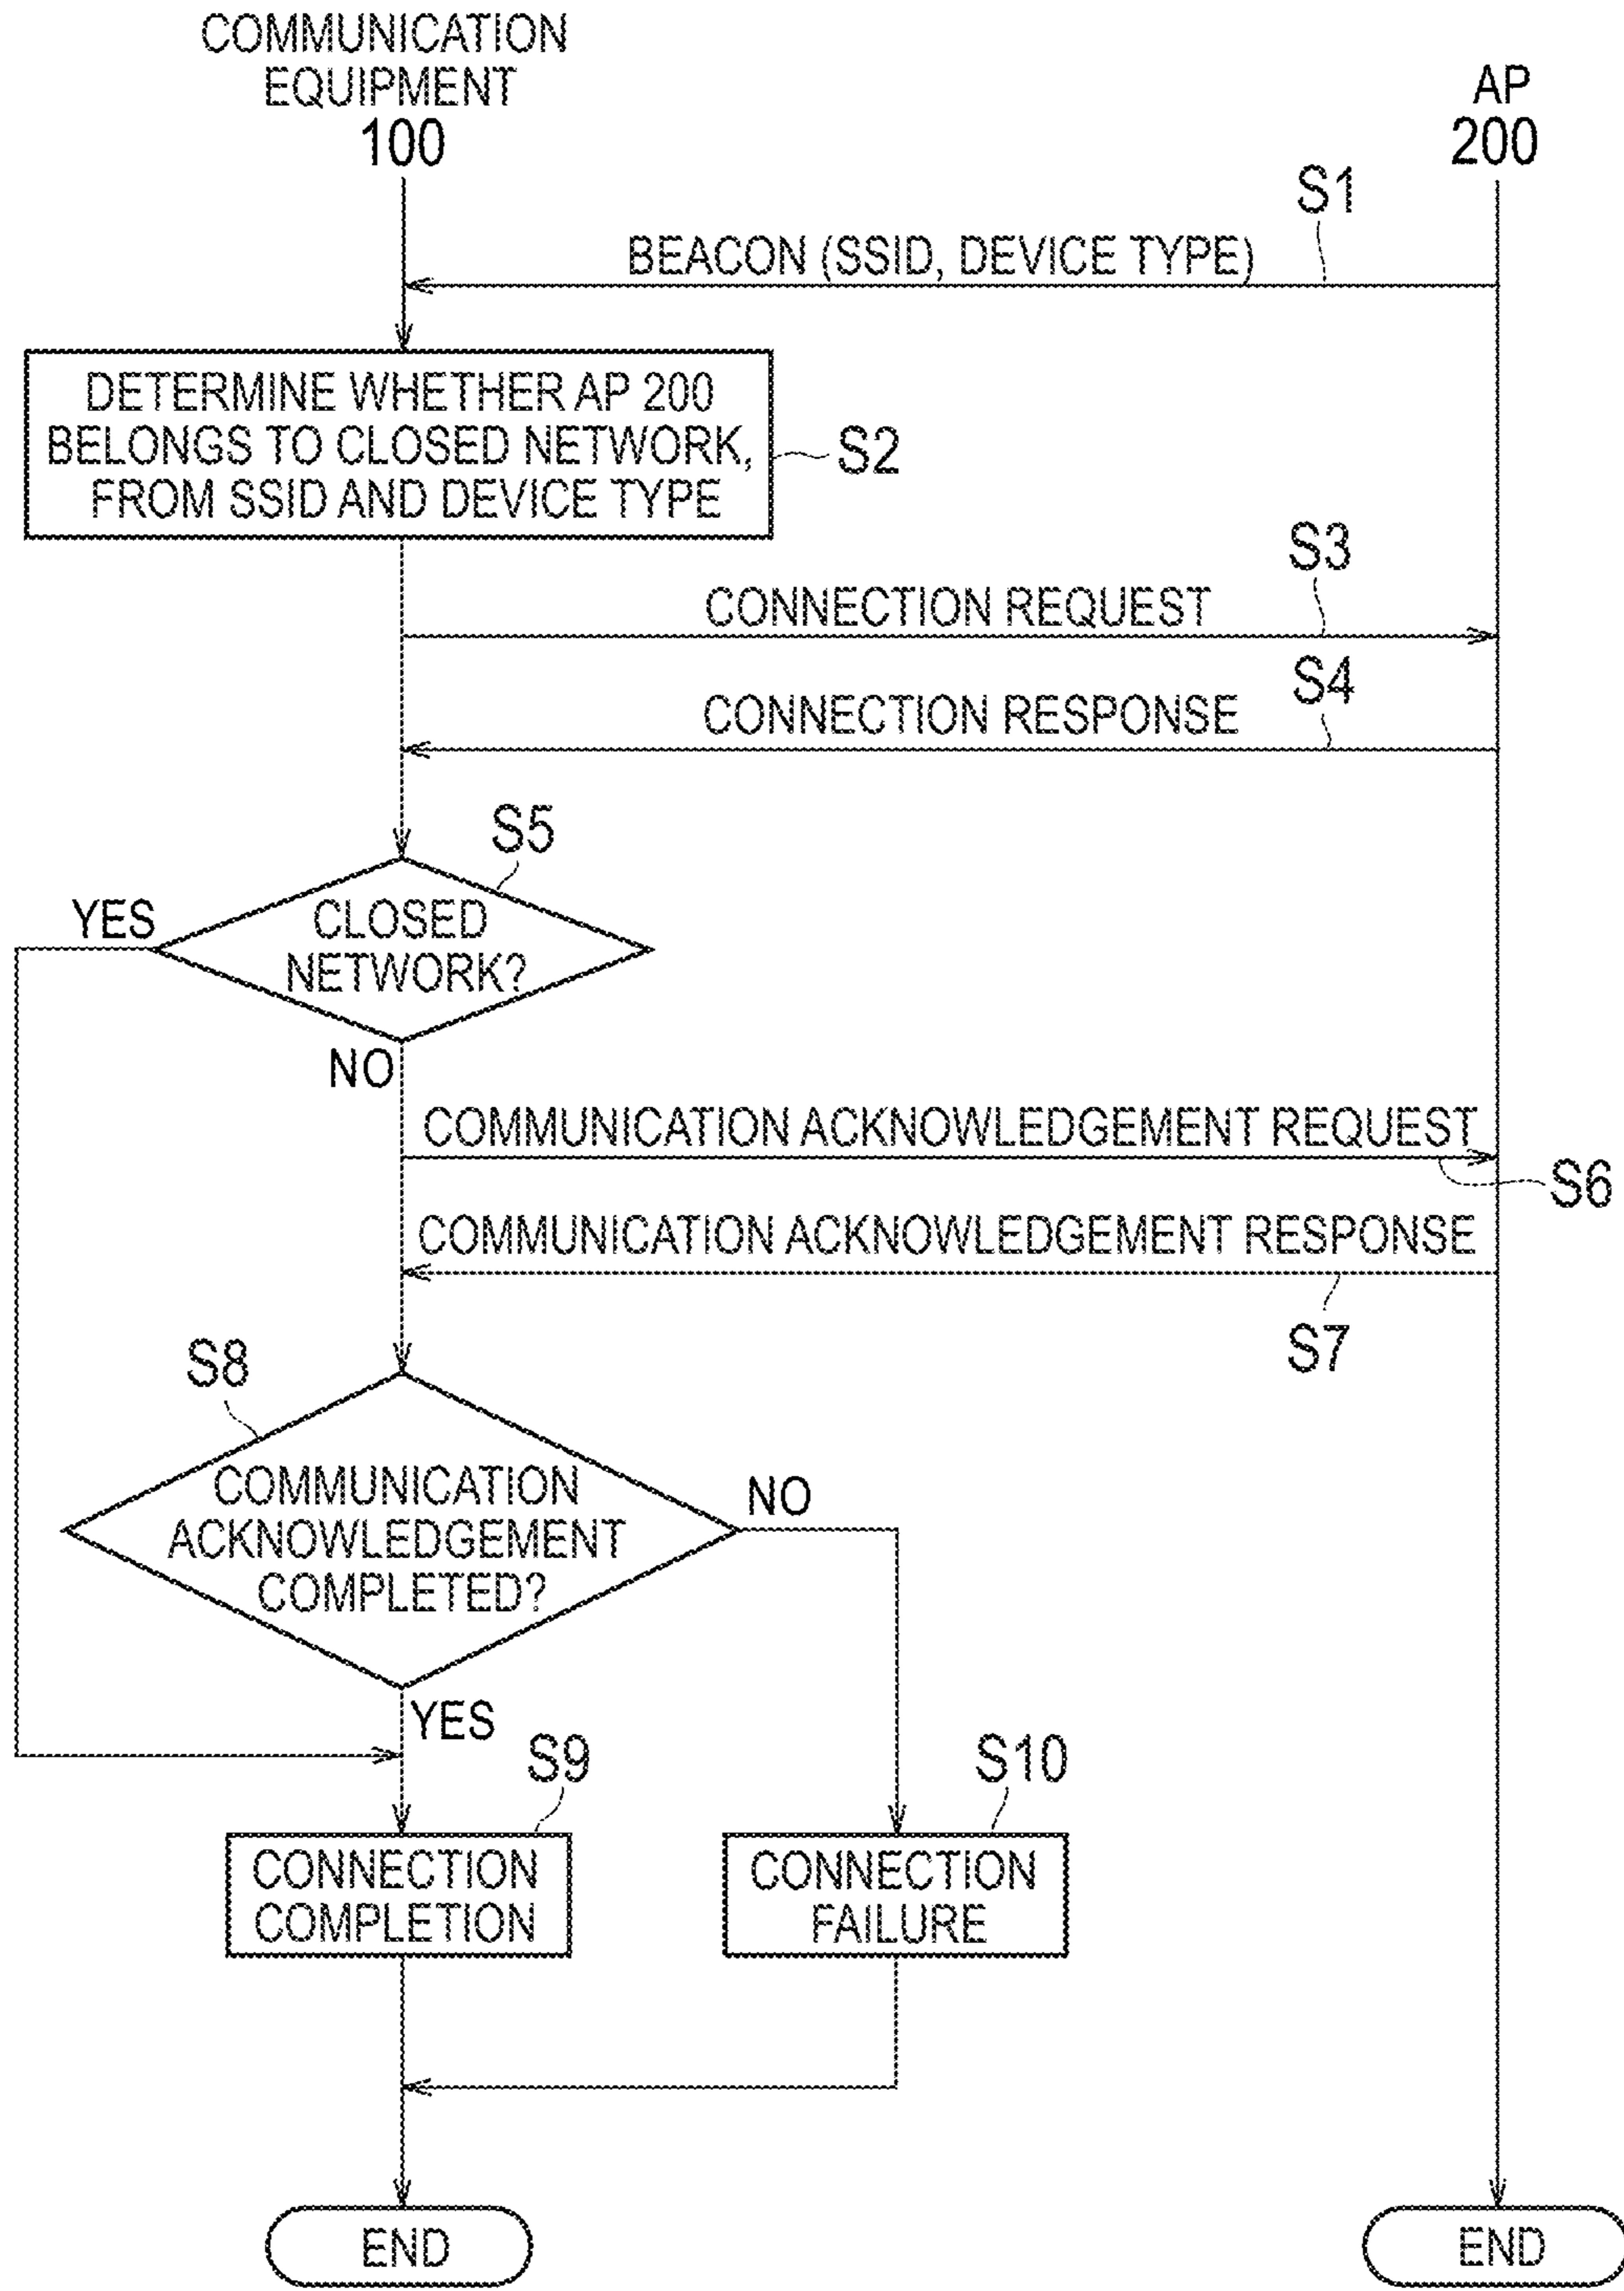 COMMUNICATION
EQUIPMENT
100
AP
200
S1
BEACON (SSID, DEVICE TYPE)
DETERMINE WHETHER AP 200
BELONGS TO CLOSED NETWORK,
FROM SSID AND DEVICE TYPE
S2
S3
CONNECTION REQUEST
S4
CONNECTION RESPONSE
S5
YES
CLOSED
NETWORK?
NO
COMMUNICATION ACKNOWLEDGEMENT REQUEST
S6
COMMUNICATION ACKNOWLEDGEMENT RESPONSE
S7
S8
COMMUNICATION
ACKNOWLEDGEMENT
COMPLETED?
NO
YES
S9
S10
CONNECTION
COMPLETION
CONNECTION
FAILURE
END
END